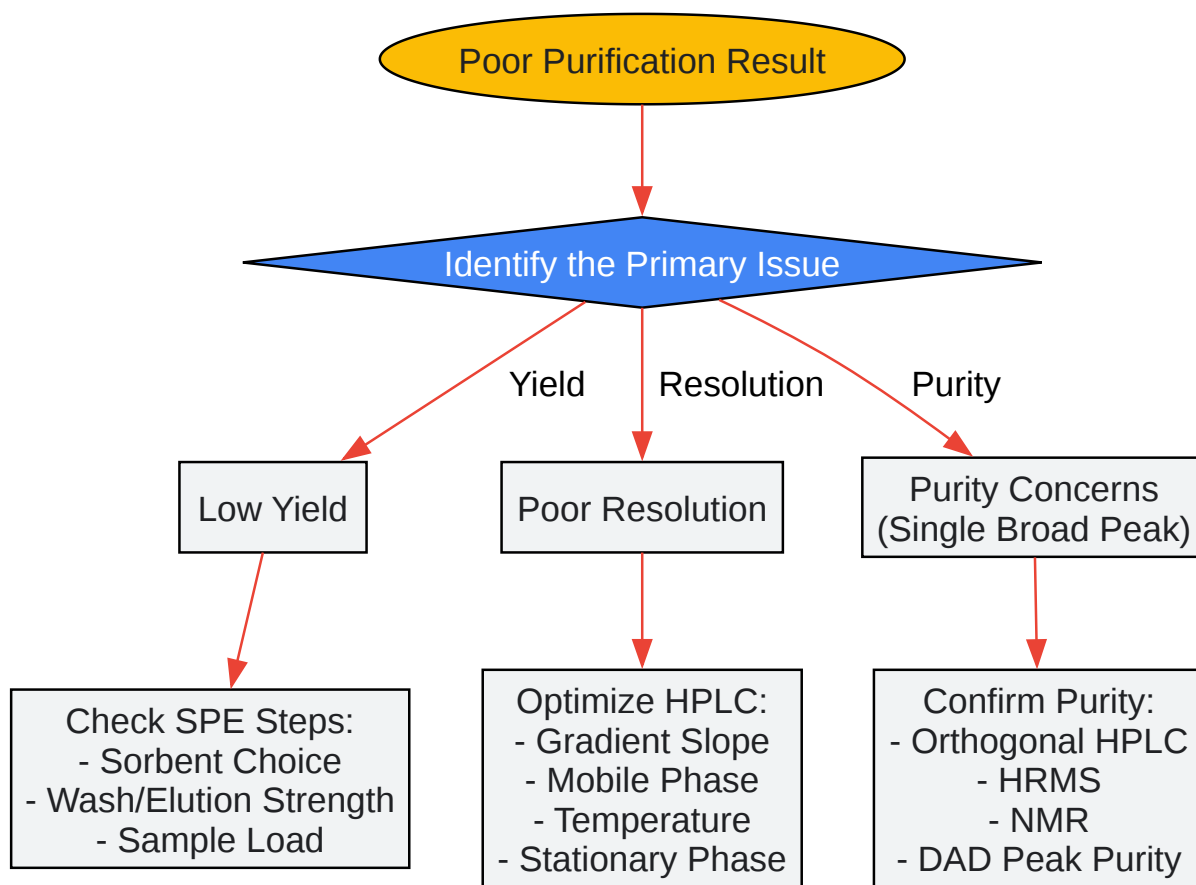 Poor Purification Result
Identify the Primary Issue
Yield
Resolution
Purity
Low Yield
Poor Resolution
Purity Concerns
(Single Broad Peak)
Check SPE Steps:
- Sorbent Choice
- Wash/Elution Strength
- Sample Load
Optimize HPLC:
- Gradient Slope
- Mobile Phase
- Temperature
- Stationary Phase
Confirm Purity:
- Orthogonal HPLC
- HRMS
- NMR
- DAD Peak Purity